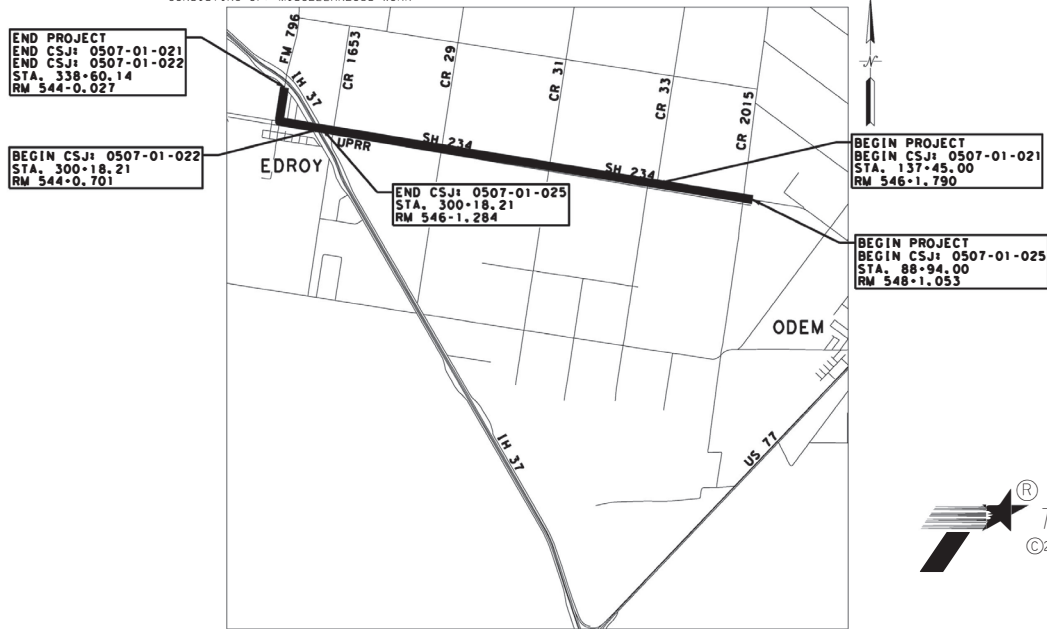 END PROJECT
END CSJ: 0507-01-021
END CSJ: 0507-01-022
STA. 338+60.14
RM 544-0.027
FM 796
IH 37
CR 1653
CR 29
CR 31
CR 33
CR 2015
N
BEGIN CSJ: 0507-01-022
STA. 300+18.21
RM 544+0.701
EDROY
UPRR
SH 234
SH 234
END CSJ: 0507-01-025
STA. 300+18.21
RM 546-1.284
BEGIN PROJECT
BEGIN CSJ: 0507-01-021
STA. 137+45.00
RM 546+1.790
BEGIN PROJECT
BEGIN CSJ: 0507-01-025
STA. 88+94.00
RM 548+1.053
ODEM
IH 37
US 77
®
©2